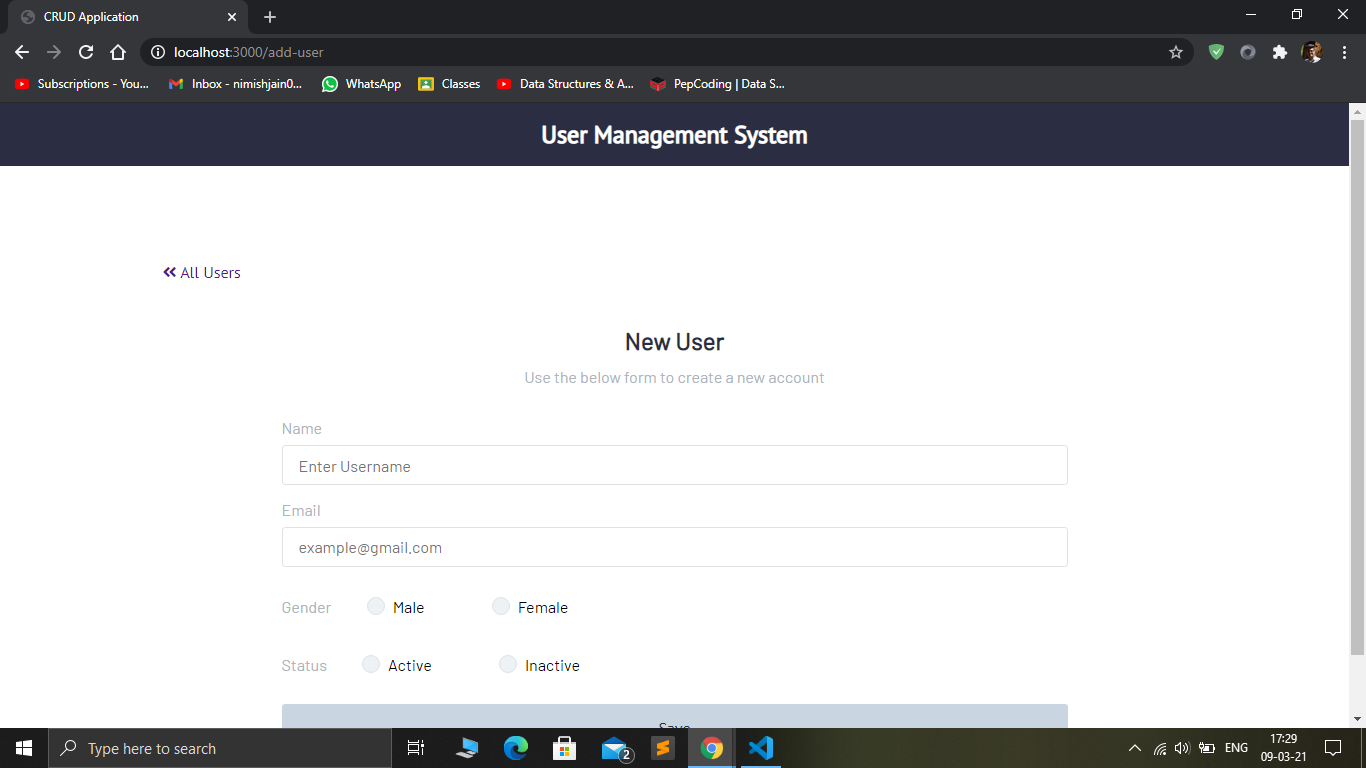 CRUD Application
localhost:3000/add-user
Subscriptions - You... Inbox - nimishjain0... WhatsApp Classes Data Structures & A... PepCoding | Data S...
User Management System
All Users
New User
Use the below form to create a new account
Name
Enter Username
Email
example@gmail.com
Gender Male Female
Status Active Inactive
Save
Type here to search
2
ENG
17:29
09-03-21